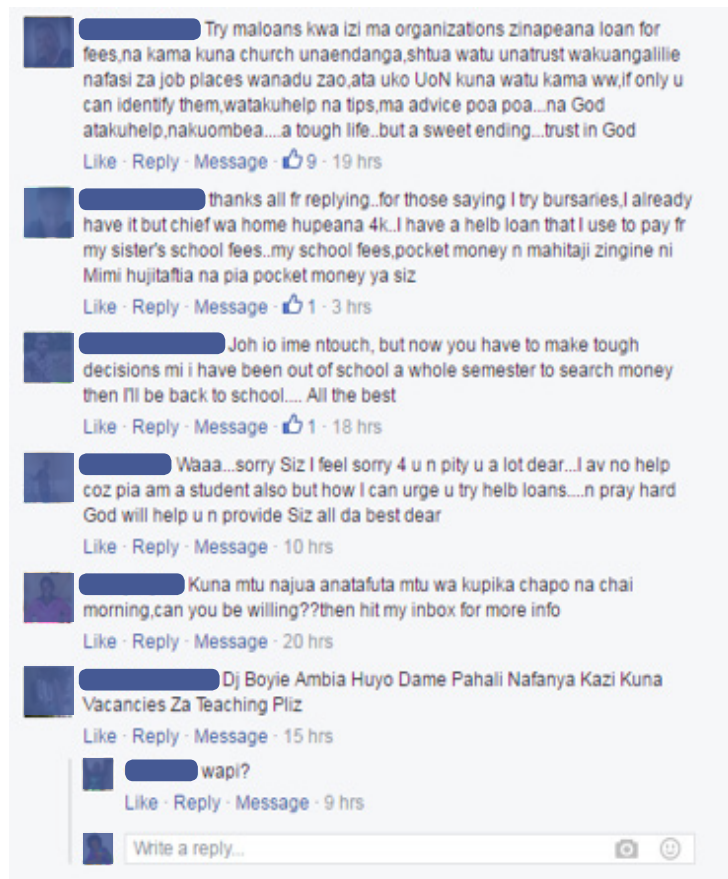 Try maloans kwa izi ma organizations zinapeana loan for
fees,na kama kuna church unaendanga,shtua watu unatrust wakuangalilie
nafasi za job places wanadu zao,ata uko UoN kuna watu kama ww,if only u
can identify them,watakuhelp na tips,ma advice poa poa...na God
atakuhelp,nakuombea....a tough life..but a sweet ending...trust in God
Like · Reply · Message · 9 · 19 hrs
thanks all fr replying..for those saying I try bursaries,I already
have it but chief wa home hupeana 4k..I have a helb loan that I use to pay fr
my sister's school fees..my school fees,pocket money n mahitaji zingine ni
Mimi hujitaftia na pia pocket money ya siz
Like · Reply · Message · 1 · 3 hrs
Joh io ime ntouch, but now you have to make tough
decisions mi i have been out of school a whole semester to search money
then I'll be back to school.... All the best
Like · Reply · Message · 1 · 18 hrs
Waaa...sorry Siz I feel sorry 4 u n pity u a lot dear...I av no help
coz pia am a student also but how I can urge u try helb loans....n pray hard
God will help u n provide Siz all da best dear
Like · Reply · Message · 10 hrs
Kuna mtu najua anatafuta mtu wa kupika chapo na chai
morning,can you be willing??then hit my inbox for more info
Like · Reply · Message · 20 hrs
Dj Boyie Ambia Huyo Dame Pahali Nafanya Kazi Kuna
Vacancies Za Teaching Pliz
Like · Reply · Message · 15 hrs
wapi?
Like · Reply · Message · 9 hrs
Write a reply...